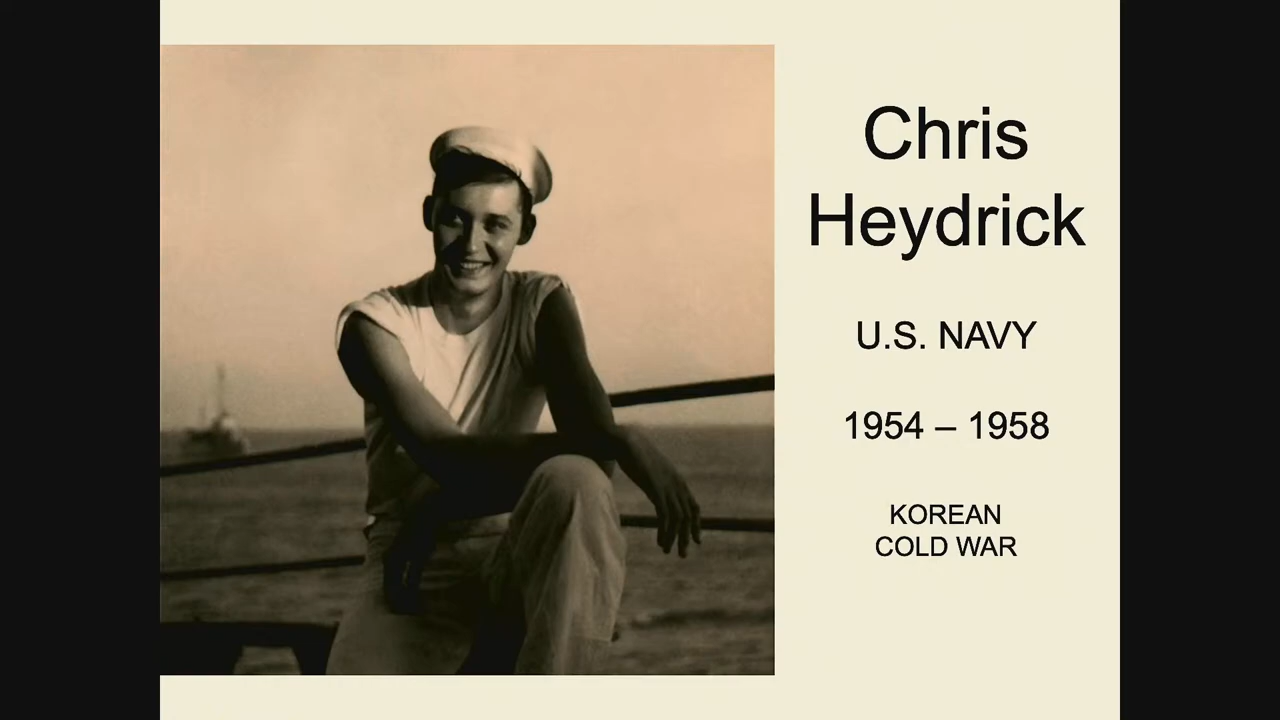 Chris
Heydrick
U.S. NAVY
1954 – 1958
KOREAN
COLD WAR